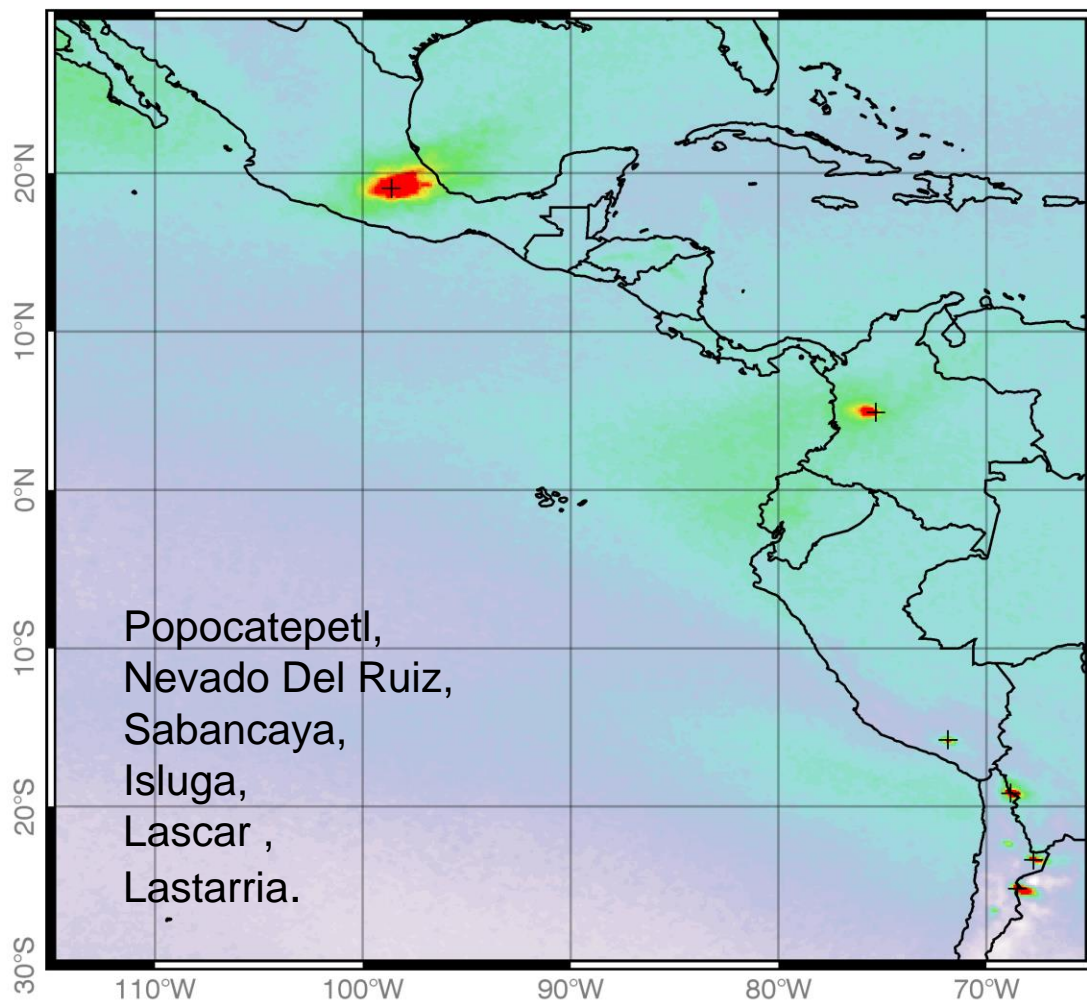 20°N
10°N
0°N
Popocatepetl,
Nevado Del Ruiz,
Sabancaya,
Isluga,
Lascar ,
Lastarria.
10°S
20°S
30°S
110°W
100°W
90°W
80°W
70°W